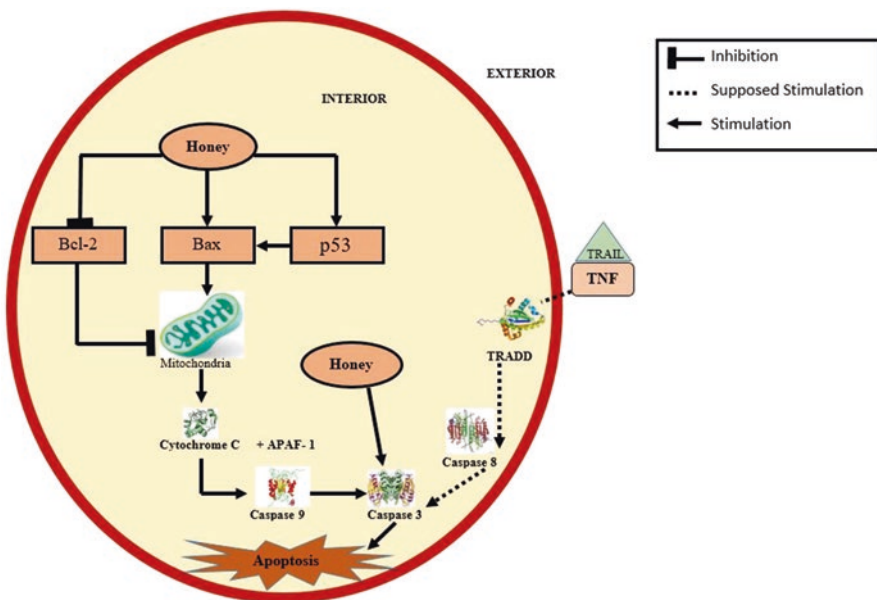 EXTERIOR
INTERIOR
Inhibition
Supposed Stimulation
Stimulation
Honey
Bcl-2
Bax
p53
TRAIL
TNF
Mitochondria
TRADD
Honey
Cytochrome C + APAF- 1
Caspase 8
Caspase 9
Caspase 3
Apoptosis